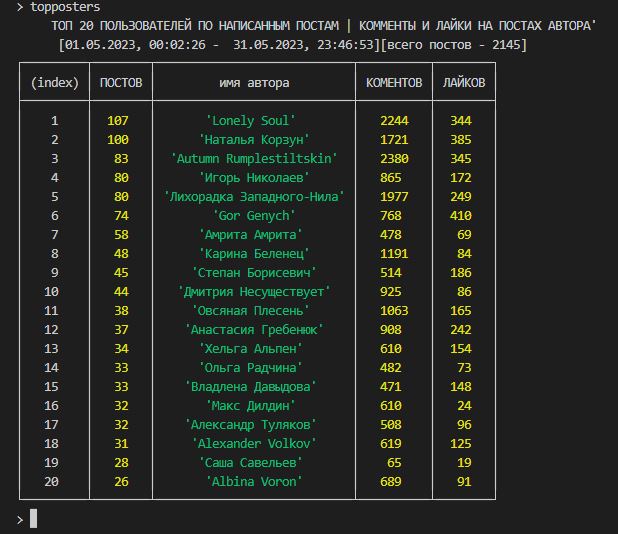 > topposters
ТОП 20 ПОЛЬЗОВАТЕЛЕЙ ПО НАПИСАННЫМ ПОСТАМ | КОММЕНТЫ И ЛАЙКИ НА ПОСТАХ АВТОРА'
[01.05.2023, 00:02:26 - 31.05.2023, 23:46:53][всего постов - 2145]
(index) ПОСТОВ имя автора КОМЕНТОВ ЛАЙКОВ
1 107 'Lonely Soul' 2244 344
2 100 'Наталья Корзун' 1721 385
3 83 'Autumn Rumplestiltskin' 2380 345
4 80 'Игорь Николаев' 865 172
5 80 'Лихорадка Западного-Нила' 1977 249
6 74 'Gor Genych' 768 410
7 58 'Амрита Амрита' 478 69
8 48 'Карина Беленец' 1191 84
9 45 'Степан Борисевич' 514 186
10 44 'Дмитрия Несуществует' 925 86
11 38 'Овсяная Плесень' 1063 165
12 37 'Анастасия Гребенюк' 908 242
13 34 'Хельга Альпен' 610 154
14 33 'Ольга Радчина' 482 73
15 33 'Владлена Давыдова' 471 148
16 32 'Макс Дилдин' 610 24
17 32 'Александр Туляков' 508 96
18 31 'Alexander Volkov' 619 125
19 28 'Саша Савельев' 65 19
20 26 'Albina Voron' 689 91
>